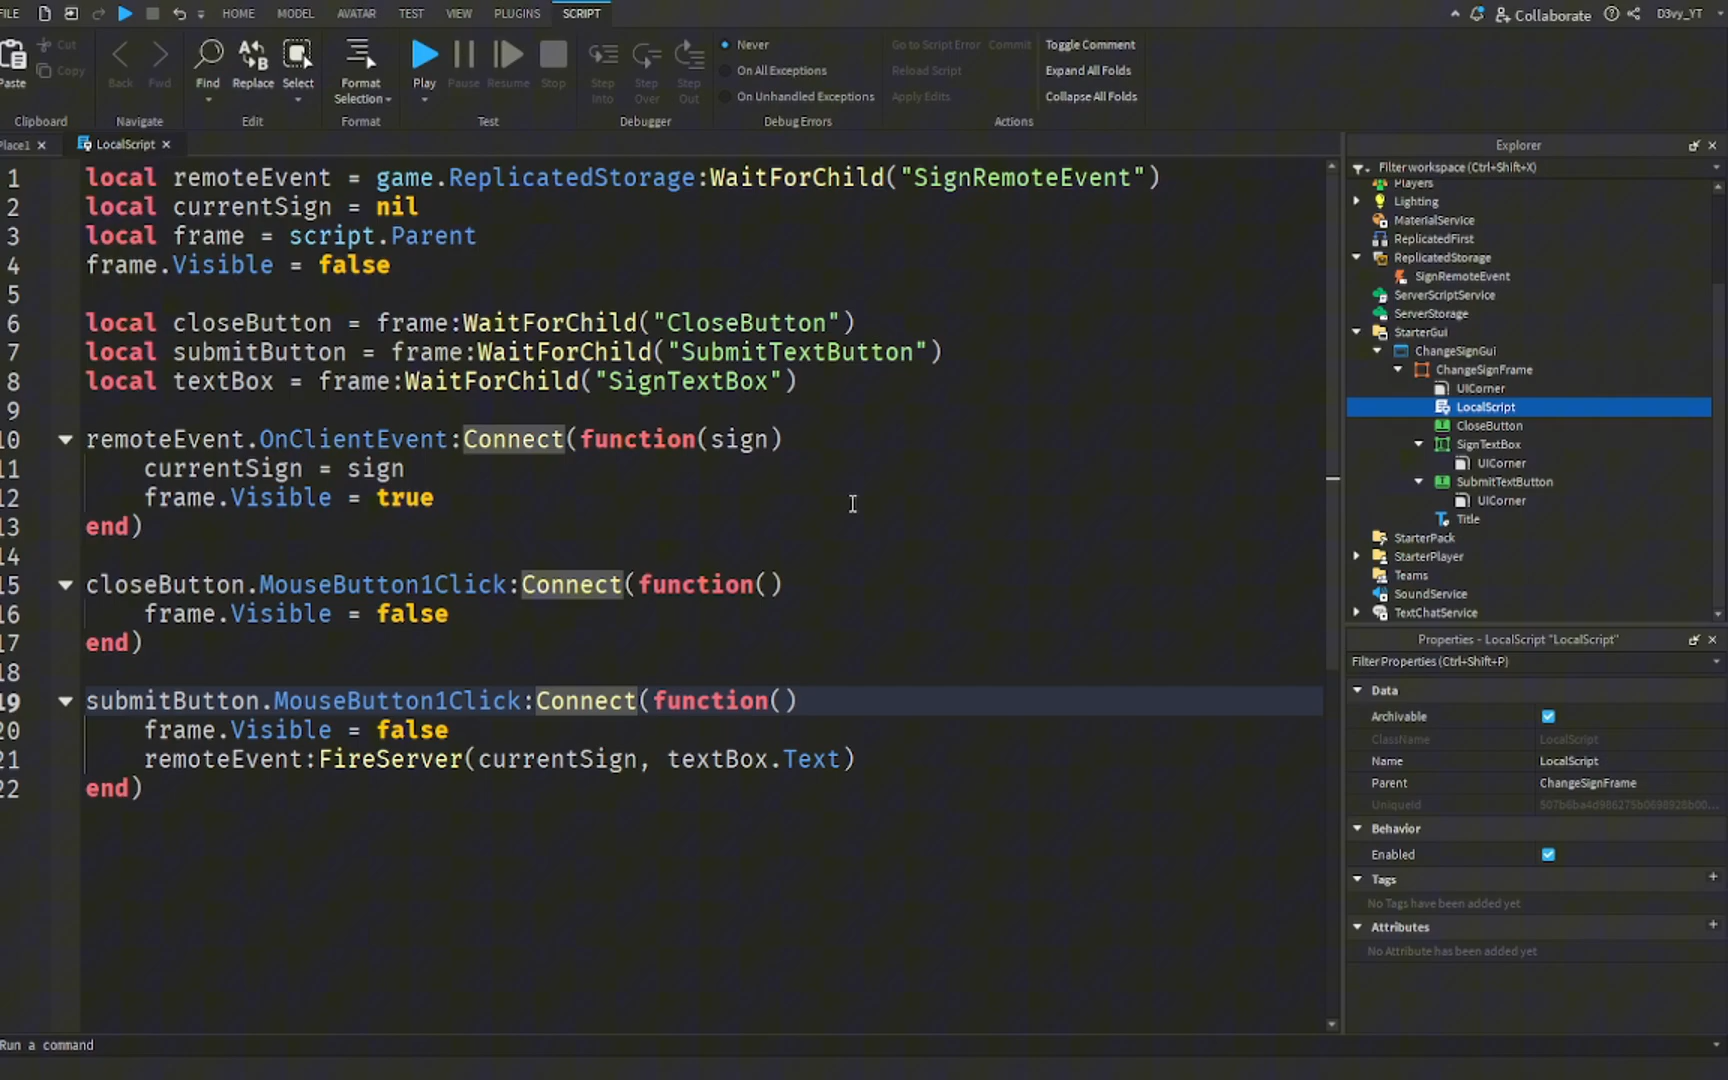 FILE HOME MODEL AVATAR TEST VIEW PLUGINS SCRIPT Collaborate D3vy_YT
Paste Cut Copy Back Fwd Find Replace Select Format Selection Play Pause Resume Stop Step Into Step Over Step Out
Never
On All Exceptions
On Unhandled Exceptions
Go to Script Error Commit
Reload Script
Apply Edits
Toggle Comment
Expand All Folds
Collapse All Folds
Clipboard Navigate Edit Format Test Debugger Debug Errors Actions
Place1 LocalScript
1 local remoteEvent = game.ReplicatedStorage:WaitForChild("SignRemoteEvent")
2 local currentSign = nil
3 local frame = script.Parent
4 frame.Visible = false
5
6 local closeButton = frame:WaitForChild("CloseButton")
7 local submitButton = frame:WaitForChild("SubmitTextButton")
8 local textBox = frame:WaitForChild("SignTextBox")
9
10 remoteEvent.OnClientEvent:Connect(function(sign)
11 currentSign = sign
12 frame.Visible = true
13 end)
14
15 closeButton.MouseButton1Click:Connect(function()
16 frame.Visible = false
17 end)
18
19 submitButton.MouseButton1Click:Connect(function()
20 frame.Visible = false
21 remoteEvent:FireServer(currentSign, textBox.Text)
22 end)
Explorer
Filter workspace (Ctrl+Shift+X)
Players
Lighting
MaterialService
ReplicatedFirst
ReplicatedStorage
SignRemoteEvent
ServerScriptService
ServerStorage
StarterGui
ChangeSignGui
ChangeSignFrame
UICorner
LocalScript
CloseButton
SignTextBox
UICorner
SubmitTextButton
UICorner
Title
StarterPack
StarterPlayer
Teams
SoundService
TextChatService
Properties - LocalScript "LocalScript"
Filter Properties (Ctrl+Shift+P)
Data
Archivable
ClassName LocalScript
Name LocalScript
Parent ChangeSignFrame
UniqueId
Behavior
Enabled
Tags
No Tags have been added yet
Attributes
No Attribute has been added yet
Run a command